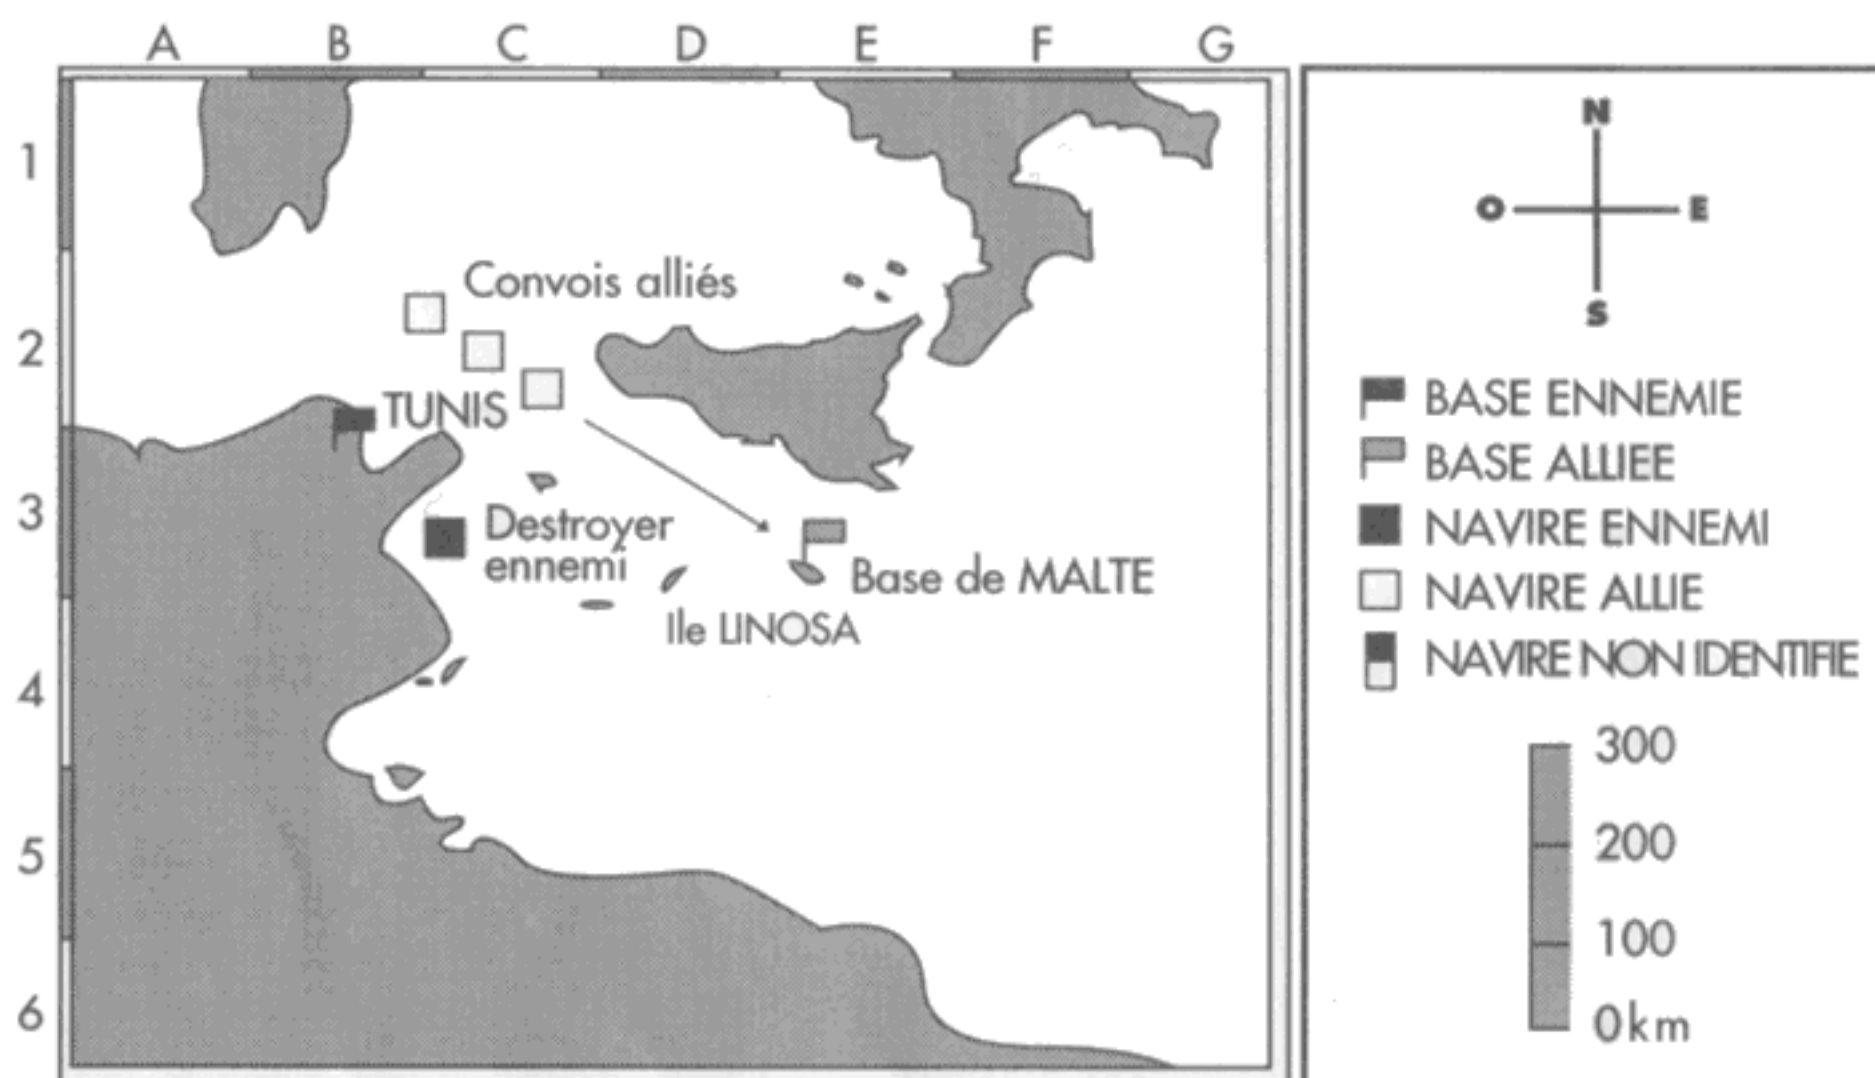 A B C D E F G
1
2
3
4
5
6
Convois alliés
TUNIS
Destroyer
ennemi
Base de MALTE
Ile LINOSA
N
O E
S
BASE ENNEMIE
BASE ALLIEE
NAVIRE ENNEMI
NAVIRE ALLIE
NAVIRE NON IDENTIFIE
300
200
100
0km